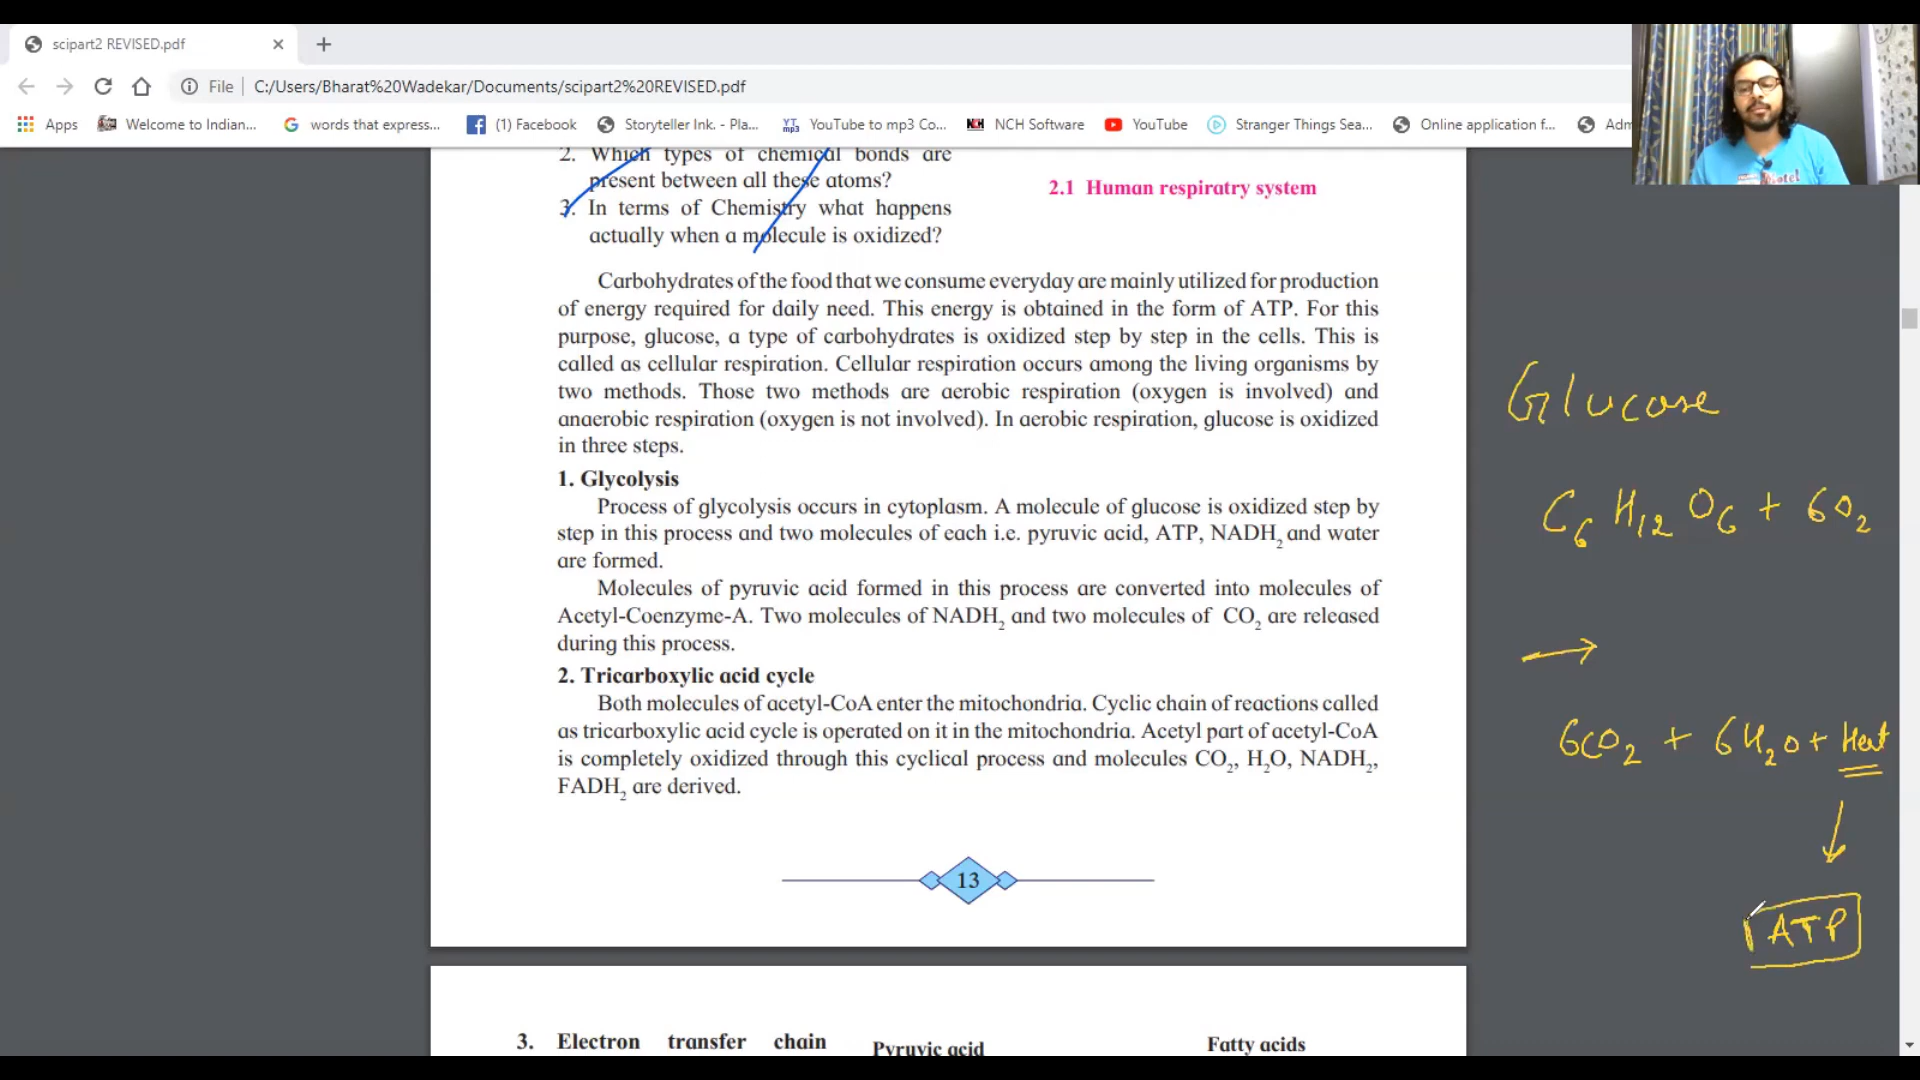 scipart2 REVISED.pdf
File C:/Users/Bharat%20Wadekar/Documents/scipart2%20REVISED.pdf
Apps Welcome to Indian... words that express... (1) Facebook Storyteller Ink. - Pla... YouTube to mp3 Co... NCH Software YouTube Stranger Things Sea... Online application f... Adm
2. Which types of chemical bonds are
present between all these atoms?
2.1 Human respiratry system
3. In terms of Chemistry what happens
actually when a molecule is oxidized?
Carbohydrates of the food that we consume everyday are mainly utilized for production
of energy required for daily need. This energy is obtained in the form of ATP. For this
purpose, glucose, a type of carbohydrates is oxidized step by step in the cells. This is
called as cellular respiration. Cellular respiration occurs among the living organisms by
two methods. Those two methods are aerobic respiration (oxygen is involved) and
anaerobic respiration (oxygen is not involved). In aerobic respiration, glucose is oxidized
in three steps.
1. Glycolysis
Process of glycolysis occurs in cytoplasm. A molecule of glucose is oxidized step by
step in this process and two molecules of each i.e. pyruvic acid, ATP, NADH₂ and water
are formed.
Molecules of pyruvic acid formed in this process are converted into molecules of
Acetyl-Coenzyme-A. Two molecules of NADH₂ and two molecules of CO₂ are released
during this process.
2. Tricarboxylic acid cycle
Both molecules of acetyl-CoA enter the mitochondria. Cyclic chain of reactions called
as tricarboxylic acid cycle is operated on it in the mitochondria. Acetyl part of acetyl-CoA
is completely oxidized through this cyclical process and molecules CO₂, H₂O, NADH₂,
FADH₂ are derived.
13
3. Electron transfer chain
Pyruvic acid
Fatty acids
Glucose
C₆ H₁₂ O₆ + 6O₂
→
6CO₂ + 6H₂O + Heat
ATP